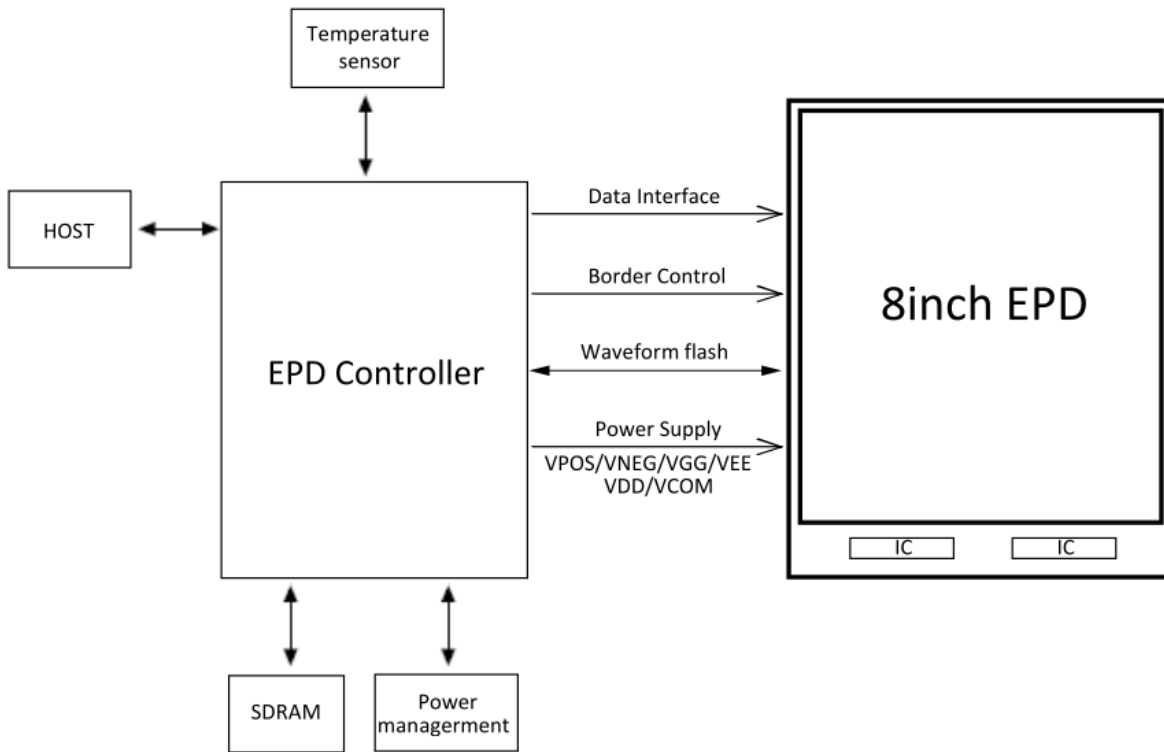 Temperature
sensor
HOST
EPD Controller
Data Interface
Border Control
Waveform flash
Power Supply
VPOS/VNEG/VGG/VEE
VDD/VCOM
8inch EPD
IC
IC
SDRAM
Power
managerment